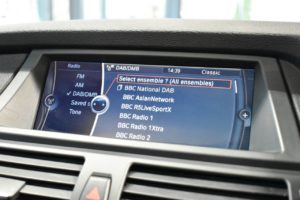 Radio
DAB/DMB
14:39
Classic
FM
AM
DAB/DMB
Saved s
Tone
Select ensemble ? (All ensembles)
BBC National DAB
BBC AsianNetwork
BBC R5LiveSportX
BBC Radio 1
BBC Radio 1Xtra
BBC Radio 2